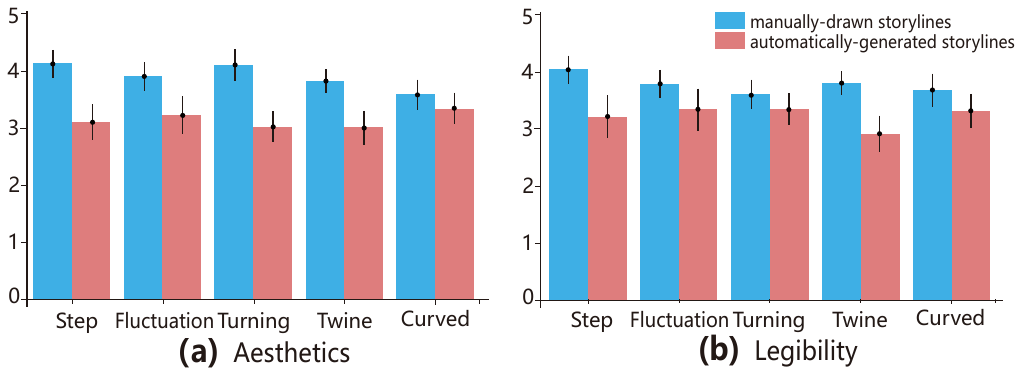 5
4
3
2
1
0
Step Fluctuation Turning Twine Curved
(a) Aesthetics
manually-drawn storylines
automatically-generated storylines
5
4
3
2
1
0
Step Fluctuation Turning Twine Curved
(b) Legibility